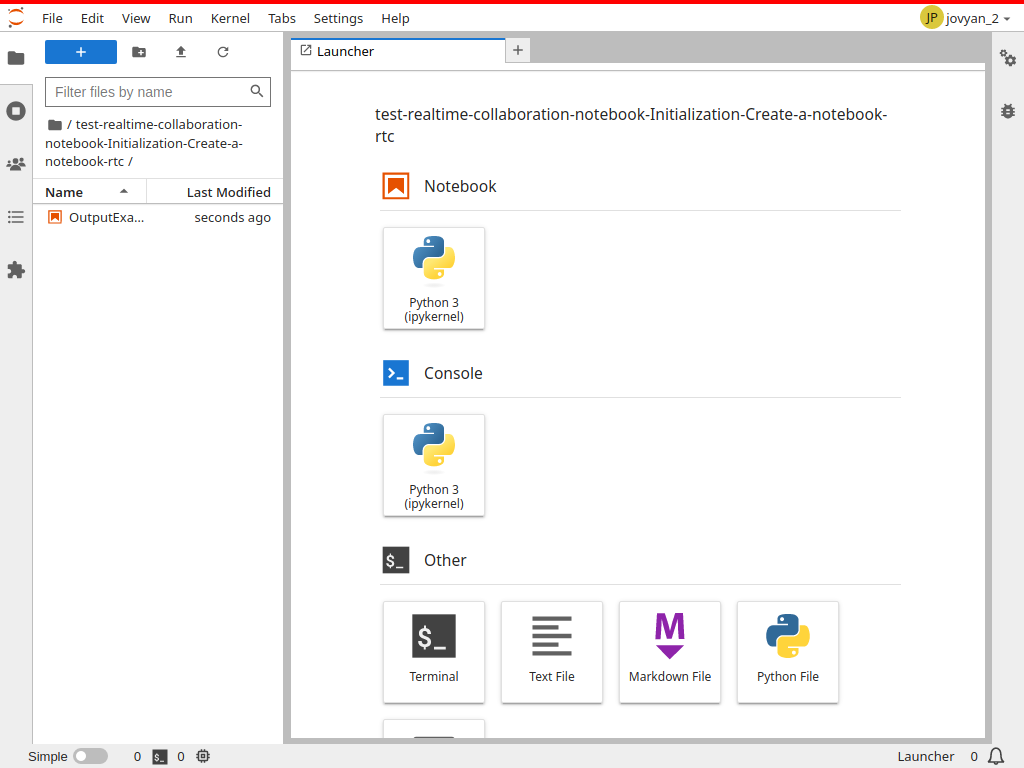 File Edit View Run Kernel Tabs Settings Help
JP jovyan_2
+
Launcher
+
Filter files by name
/ test-realtime-collaboration-
notebook-Initialization-Create-a-
notebook-rtc /
Name Last Modified
OutputExa... seconds ago
test-realtime-collaboration-notebook-Initialization-Create-a-notebook-
rtc
Notebook
Python 3
(ipykernel)
>_ Console
Python 3
(ipykernel)
$_ Other
$_
Terminal
Text File
M
Markdown File
Python File
Simple 0 $_ 0 Launcher 0